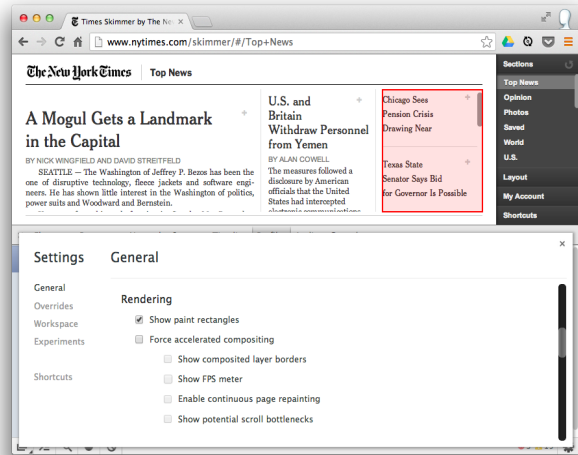 Times Skimmer by The Ne
www.nytimes.com/skimmer/#/Top+News
The New York Times
Top News
A Mogul Gets a Landmark
in the Capital
BY NICK WINGFIELD AND DAVID STREITFELD
SEATTLE — The Washington of Jeffrey P. Bezos has been the
one of disruptive technology, fleece jackets and software engi-
neers. He has shown little interest in the Washington of politics,
power suits and Woodward and Bernstein.
U.S. and
Britain
Withdraw Personnel
from Yemen
BY ALAN COWELL
The measures followed a
disclosure by American
officials that the United
States had intercepted
electronic communications
Chicago Sees
Pension Crisis
Drawing Near
Texas State
Senator Says Bid
for Governor Is Possible
Sections
Top News
Opinion
Photos
Saved
World
U.S.
Layout
My Account
Shortcuts
Settings
General
Overrides
Workspace
Experiments
Shortcuts
General
Rendering
Show paint rectangles
Force accelerated compositing
Show composited layer borders
Show FPS meter
Enable continuous page repainting
Show potential scroll bottlenecks